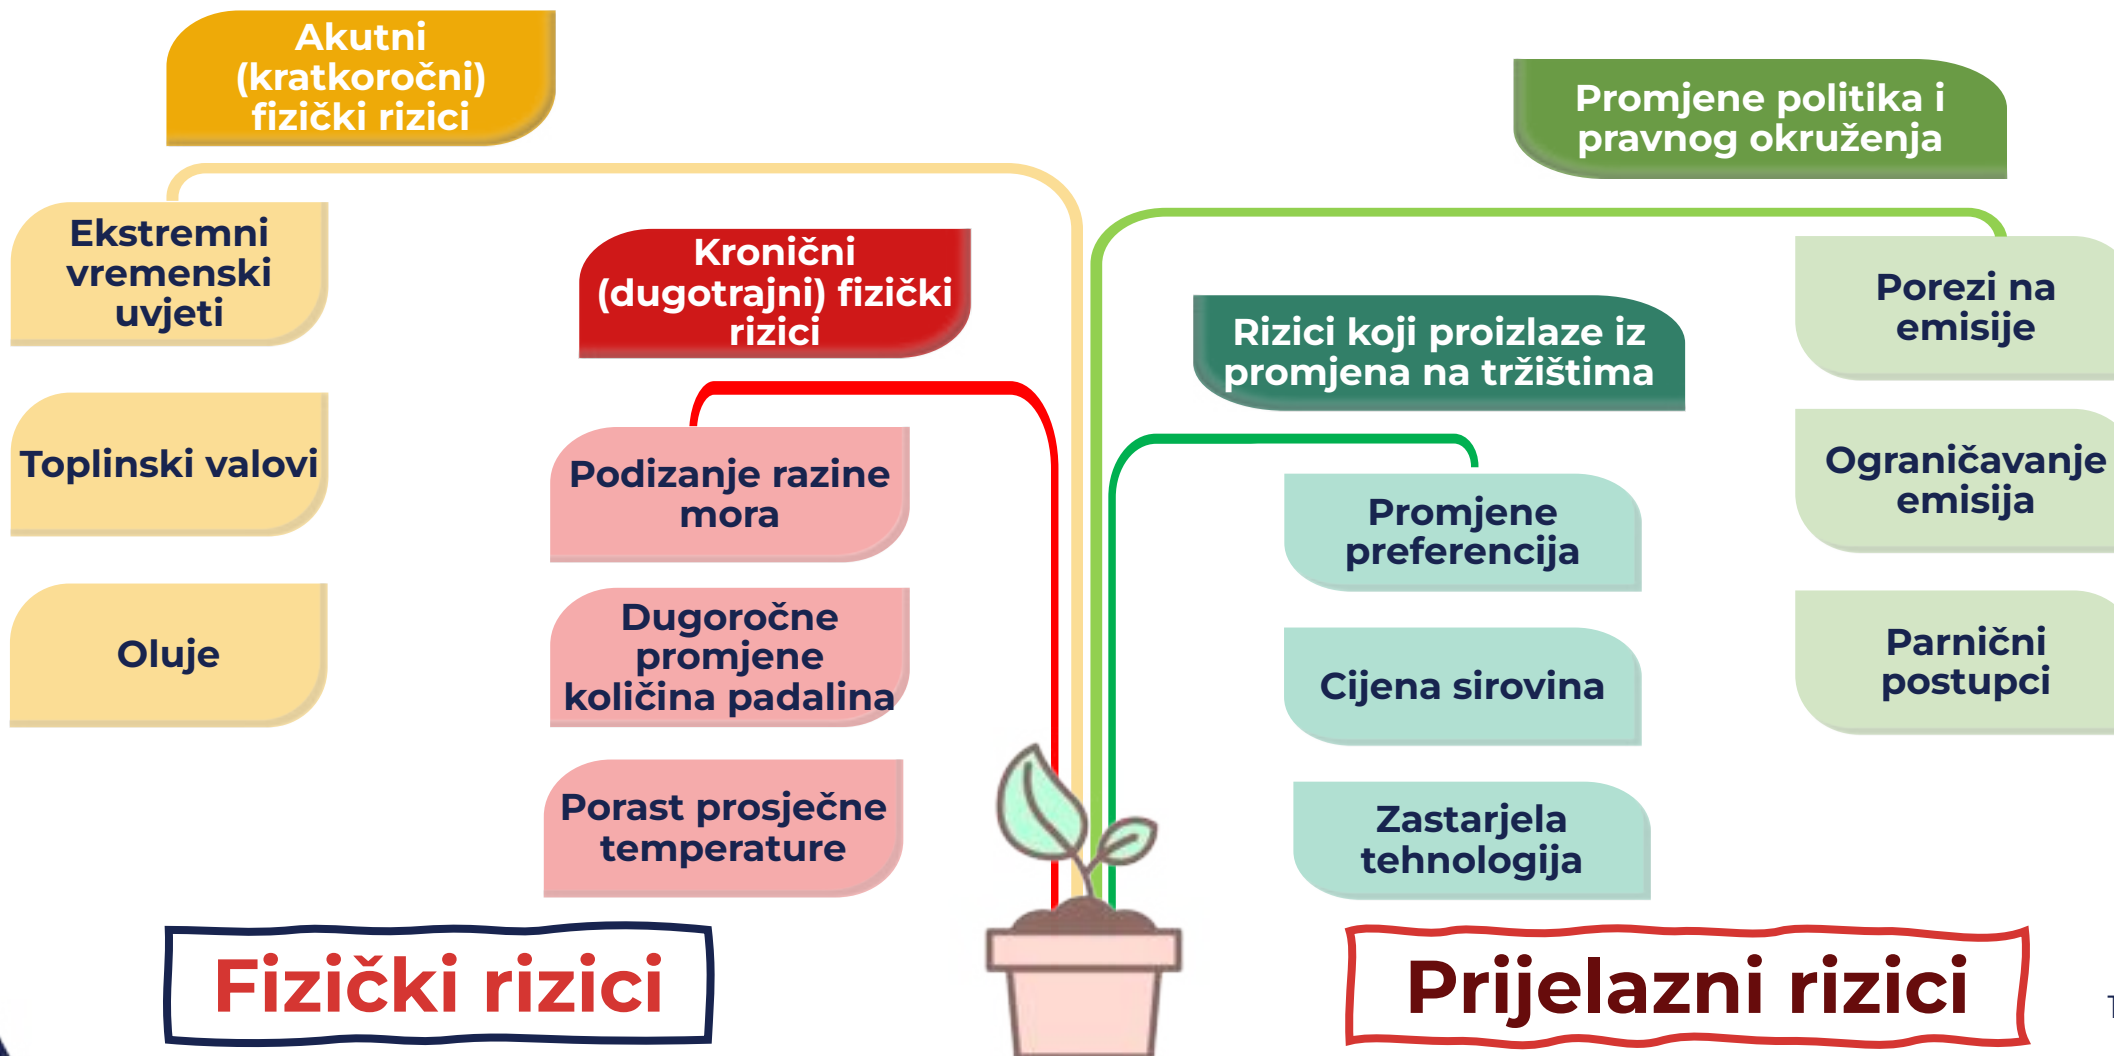 Akutni
(kratkoročni)
fizički rizici
Ekstremni
vremenski
uvjeti
Toplinski valovi
Oluje
Kronični
(dugotrajni) fizički
rizici
Podizanje razine
mora
Dugoročne
promjene
količina padalina
Porast prosječne
temperature
Fizički rizici
Promjene politika i
pravnog okruženja
Porezi na
emisije
Ograničavanje
emisija
Parnični
postupci
Rizici koji proizlaze iz
promjena na tržištima
Promjene
preferencija
Cijena sirovina
Zastarjela
tehnologija
Prijelazni rizici